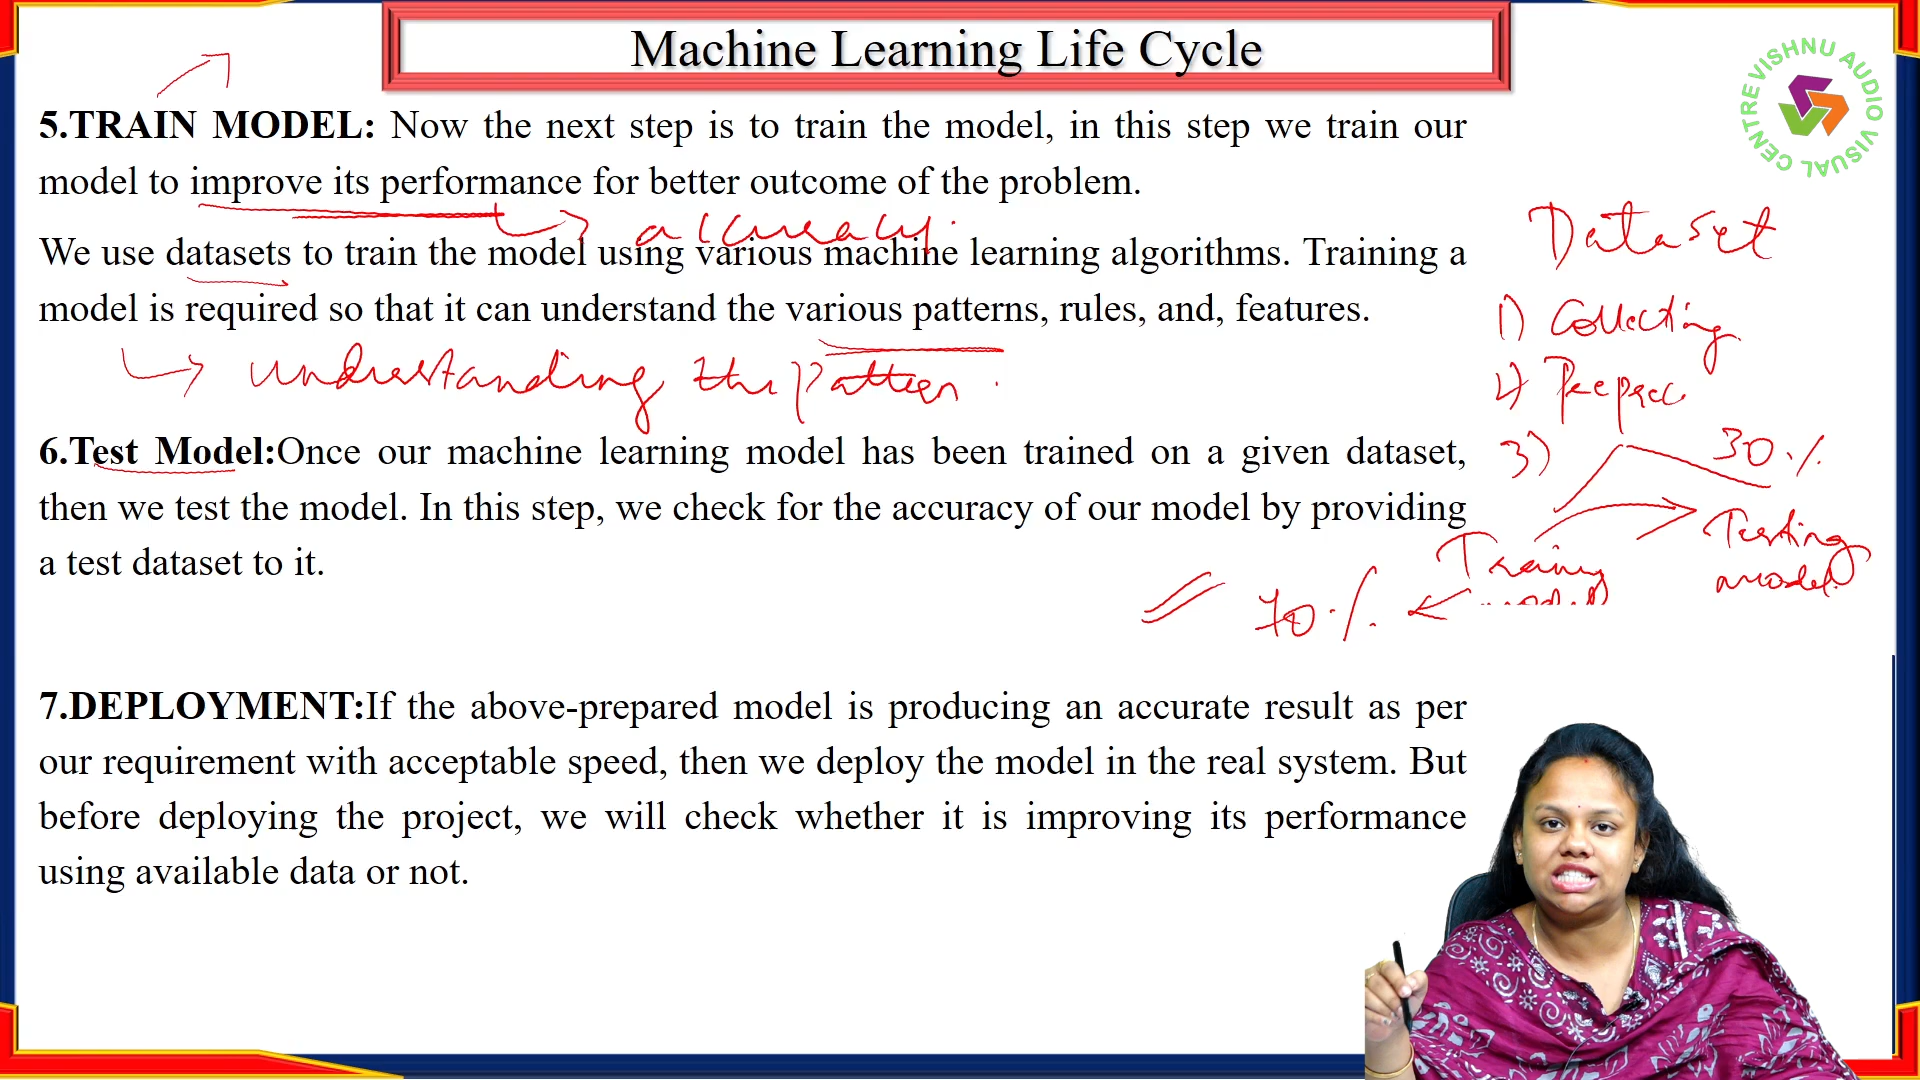 Machine Learning Life Cycle
VISHNU AUDIO VISUAL CENTRE
5.TRAIN MODEL: Now the next step is to train the model, in this step we train our
model to improve its performance for better outcome of the problem.
accuracy.
We use datasets to train the model using various machine learning algorithms. Training a
model is required so that it can understand the various patterns, rules, and, features.
understanding the pattern.
6.Test Model:Once our machine learning model has been trained on a given dataset,
then we test the model. In this step, we check for the accuracy of our model by providing
a test dataset to it.
7.DEPLOYMENT:If the above-prepared model is producing an accurate result as per
our requirement with acceptable speed, then we deploy the model in the real system. But
before deploying the project, we will check whether it is improving its performance
using available data or not.
Dataset
1) Collecting
2)
3)
30%
Testing
model.
70%